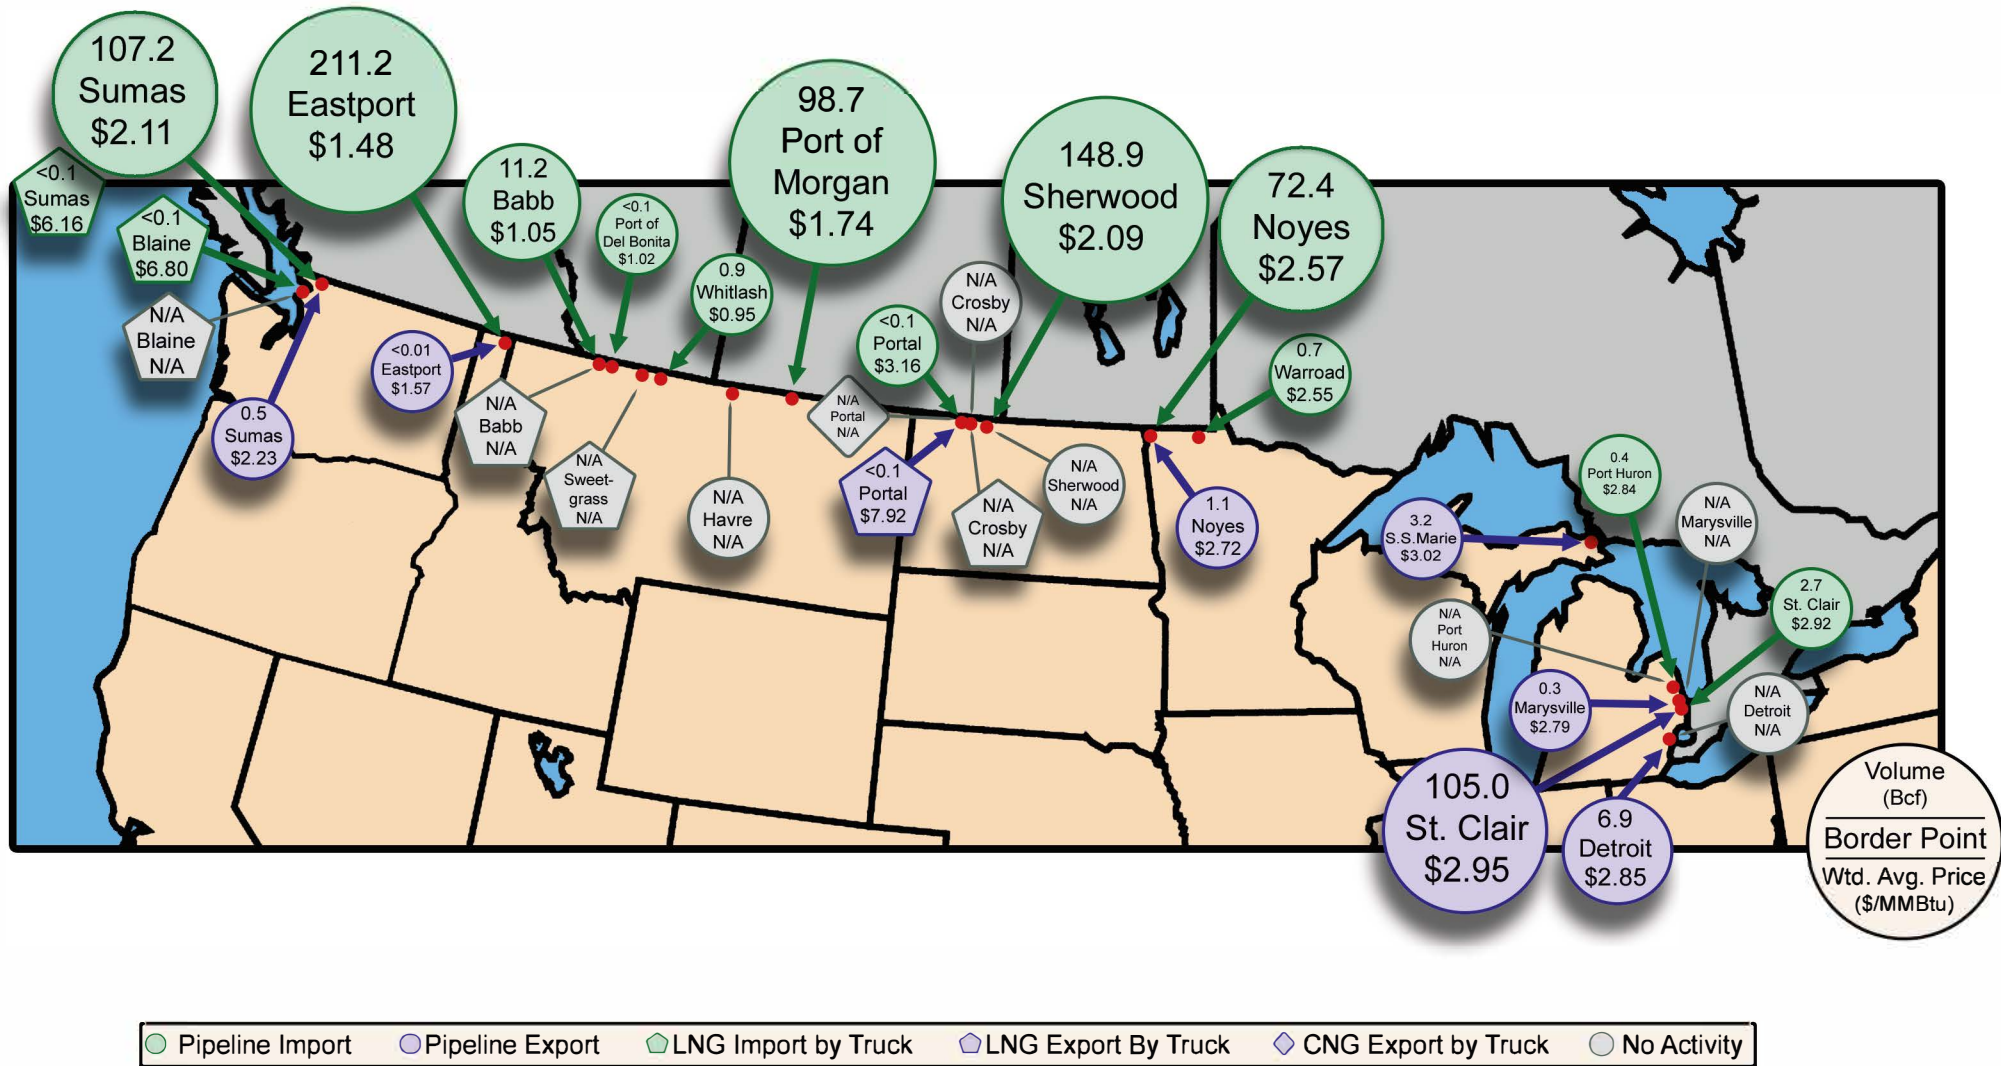 107.2
Sumas
$2.11
211.2
Eastport
$1.48
98.7
Port of
Morgan
$1.74
148.9
Sherwood
$2.09
72.4
Noyes
$2.57
11.2
Babb
$1.05
<0.1
Sumas
$6.16
<0.1
Blaine
$6.80
<0.1
Port of
Del Bonita
$1.02
0.9
Whitlash
$0.95
N/A
Crosby
N/A
<0.1
Portal
$3.16
N/A
Blaine
N/A
<0.01
Eastport
$1.57
0.7
Warroad
$2.55
N/A
Portal
N/A
0.5
Sumas
$2.23
N/A
Babb
N/A
N/A
Sweet-
grass
N/A
N/A
Havre
N/A
<0.1
Portal
$7.92
N/A
Crosby
N/A
N/A
Sherwood
N/A
1.1
Noyes
$2.72
0.4
Port Huron
$2.84
N/A
Marysville
N/A
3.2
S.S.Marie
$3.02
2.7
St. Clair
$2.92
N/A
Port
Huron
N/A
0.3
Marysville
$2.79
N/A
Detroit
N/A
105.0
St. Clair
$2.95
6.9
Detroit
$2.85
Volume
(Bcf)
Border Point
Wtd. Avg. Price
($/MMBtu)
Pipeline Import
Pipeline Export
LNG Import by Truck
LNG Export By Truck
CNG Export by Truck
No Activity